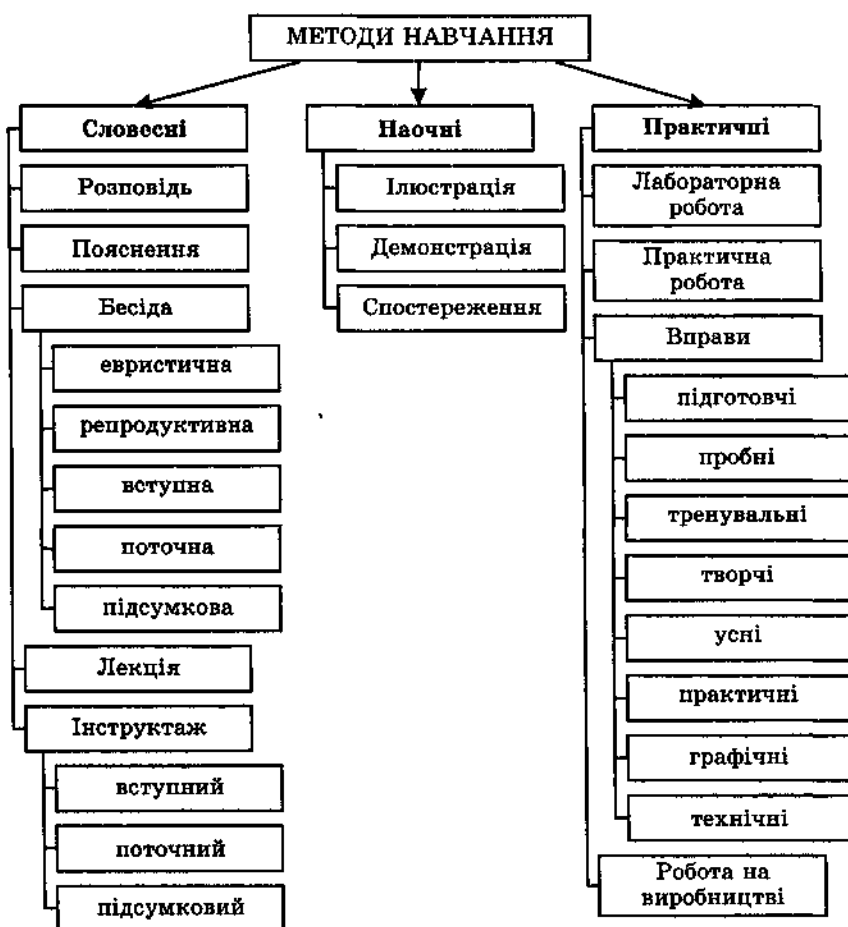 МЕТОДИ НАВЧАННЯ
Словесні
Розповідь
Пояснення
Бесіда
евристична
репродуктивна
вступна
поточна
підсумкова
Лекція
Інструктаж
вступний
поточний
підсумковий
Наочні
Ілюстрація
Демонстрація
Спостереження
Практичпі
Лабораторна
робота
Практична
робота
Вправи
підготовчі
пробні
тренувальні
творчі
усні
практичні
графічні
технічні
Робота на
виробництві